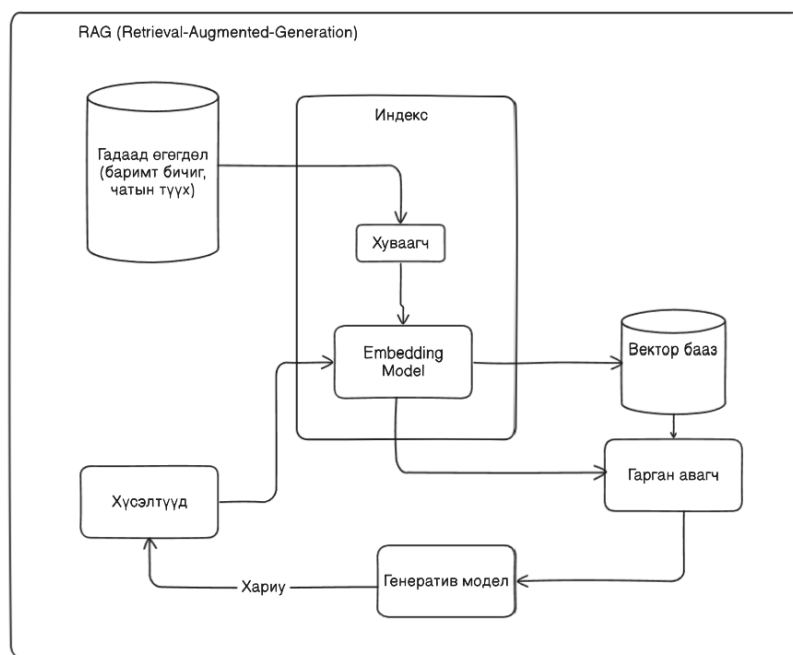 RAG (Retrieval-Augmented-Generation)
Индекс
Гадаад өгөгдөл
(баримт бичиг,
чатын түүх)
Хуваагч
Embedding
Model
Вектор бааз
Хүсэлтүүд
Гарган авагч
Хариу
Генератив модел